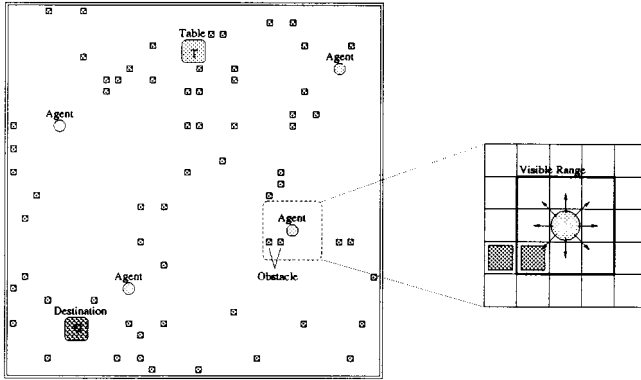 Table
T
Agent
Agent
Visible Range
Agent
Obstacle
Agent
Destination